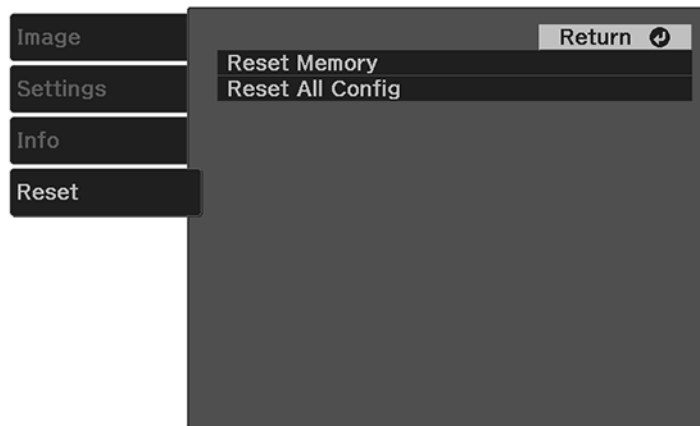 Image
Settings
Info
Reset
Return
Reset Memory
Reset All Config